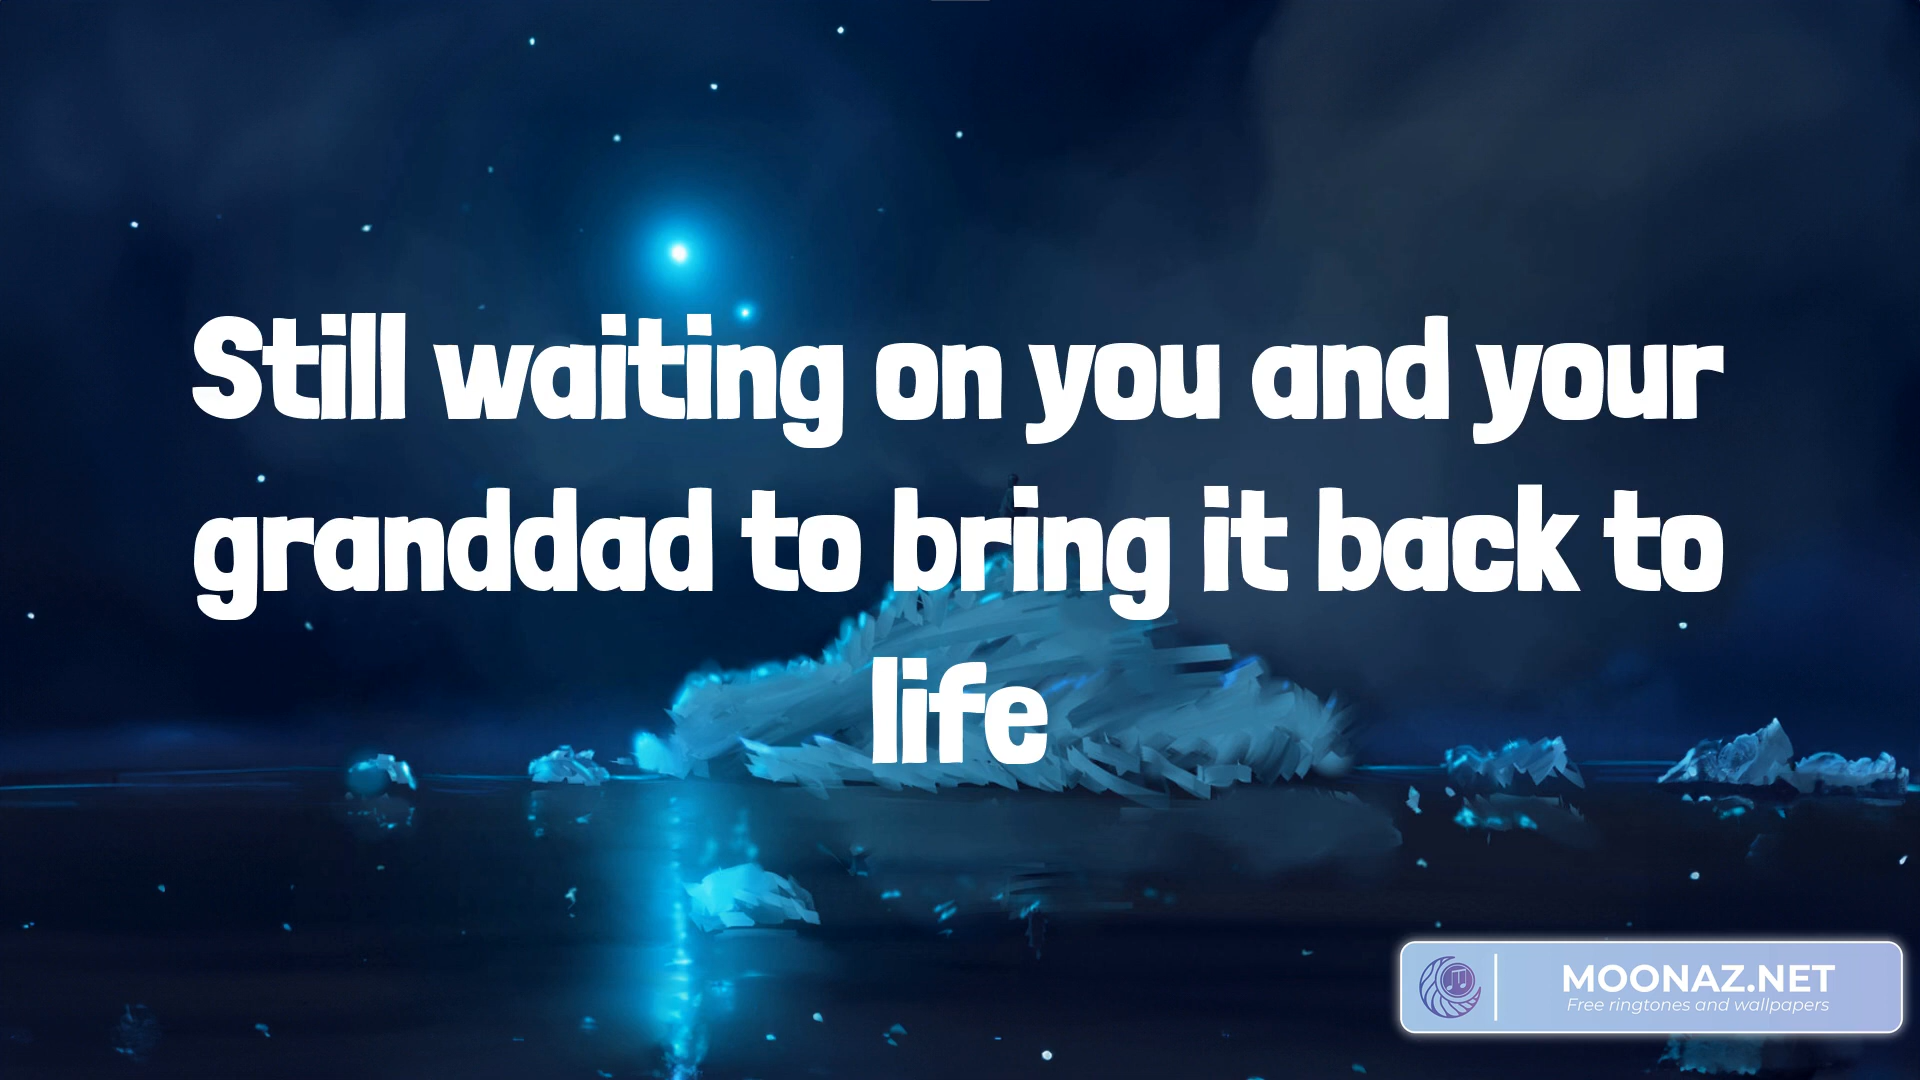 Still waiting on you and your
granddad to bring it back to
life
MOONAZ.NET
Free ringtones and wallpapers